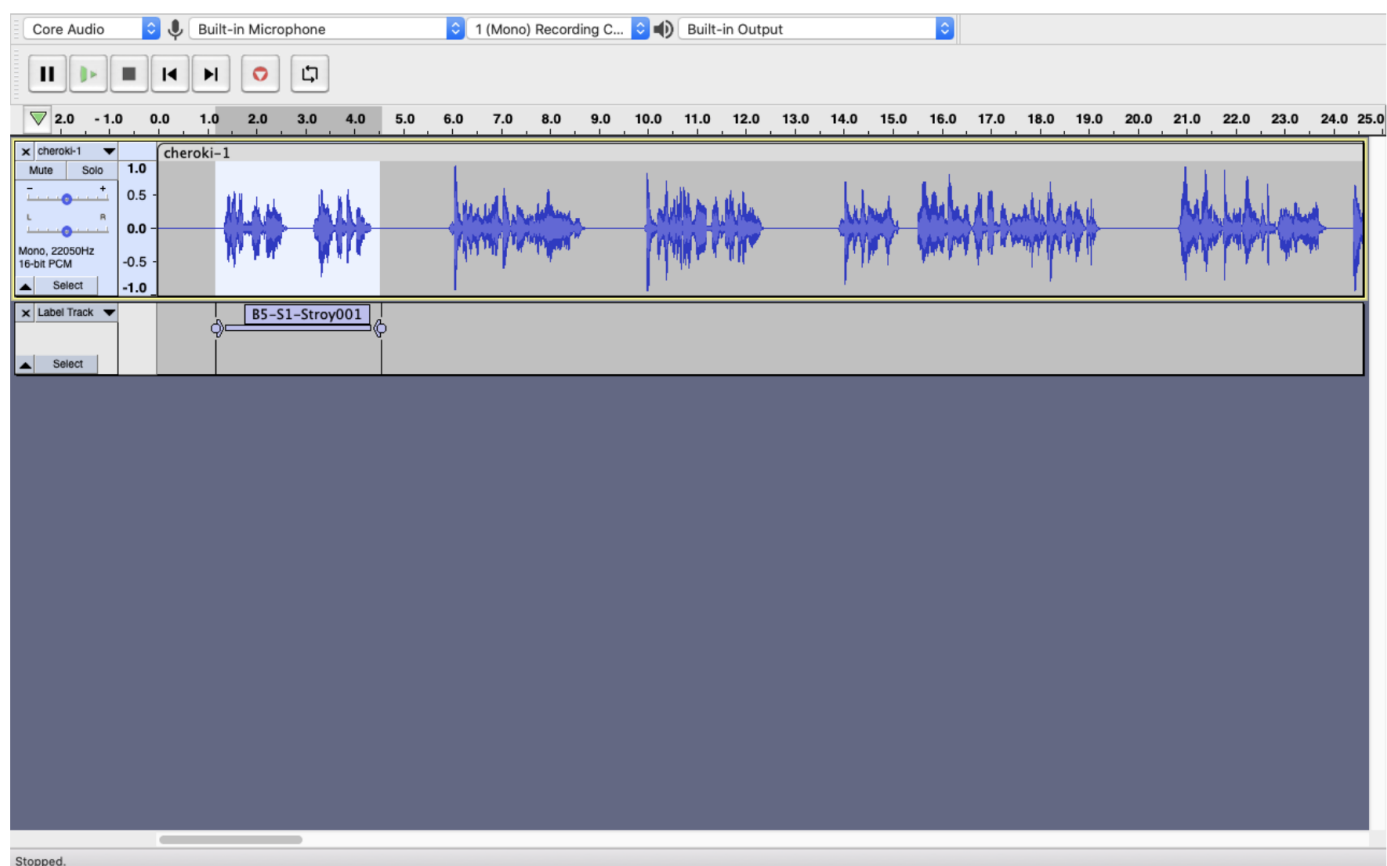 Core Audio Built-in Microphone 1 (Mono) Recording C... Built-in Output
2.0 - 1.0 0.0 1.0 2.0 3.0 4.0 5.0 6.0 7.0 8.0 9.0 10.0 11.0 12.0 13.0 14.0 15.0 16.0 17.0 18.0 19.0 20.0 21.0 22.0 23.0 24.0 25.0
× cheroki-1 cheroki-1
Mute Solo 1.0
- + 0.5
L R
0.0
Mono, 22050Hz
16-bit PCM -0.5
Select -1.0
× Label Track B5-S1-Stroy001
Select
Stopped.